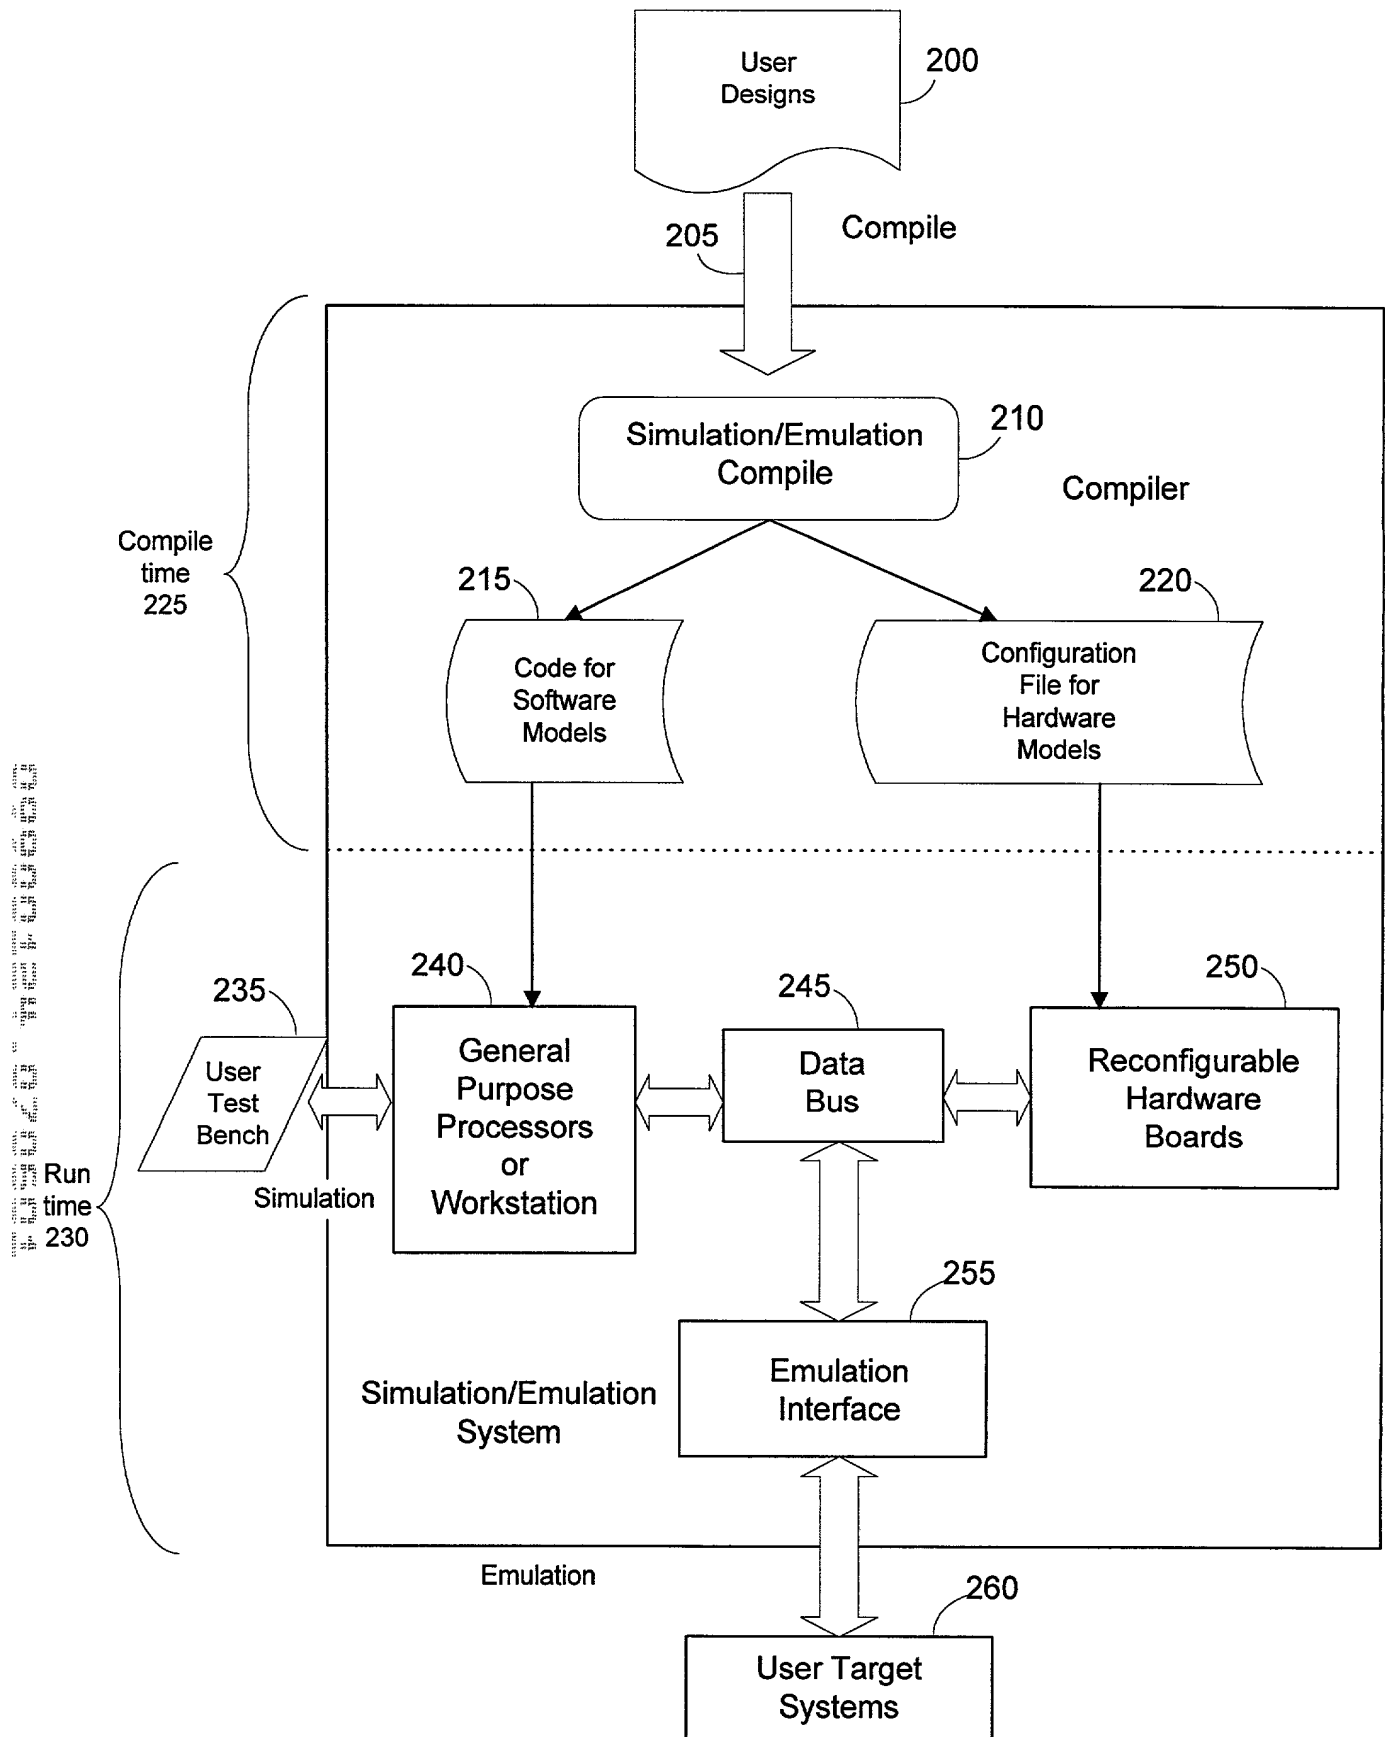 User
Designs
200
205
Compile
Simulation/Emulation
Compile
210
Compiler
Compile
time
225
215
220
Code for
Software
Models
Configuration
File for
Hardware
Models
235
240
245
250
User
Test
Bench
General
Purpose
Processors
or
Workstation
Data
Bus
Reconfigurable
Hardware
Boards
Run
time
230
Simulation
255
Simulation/Emulation
System
Emulation
Interface
Emulation
260
User Target
Systems